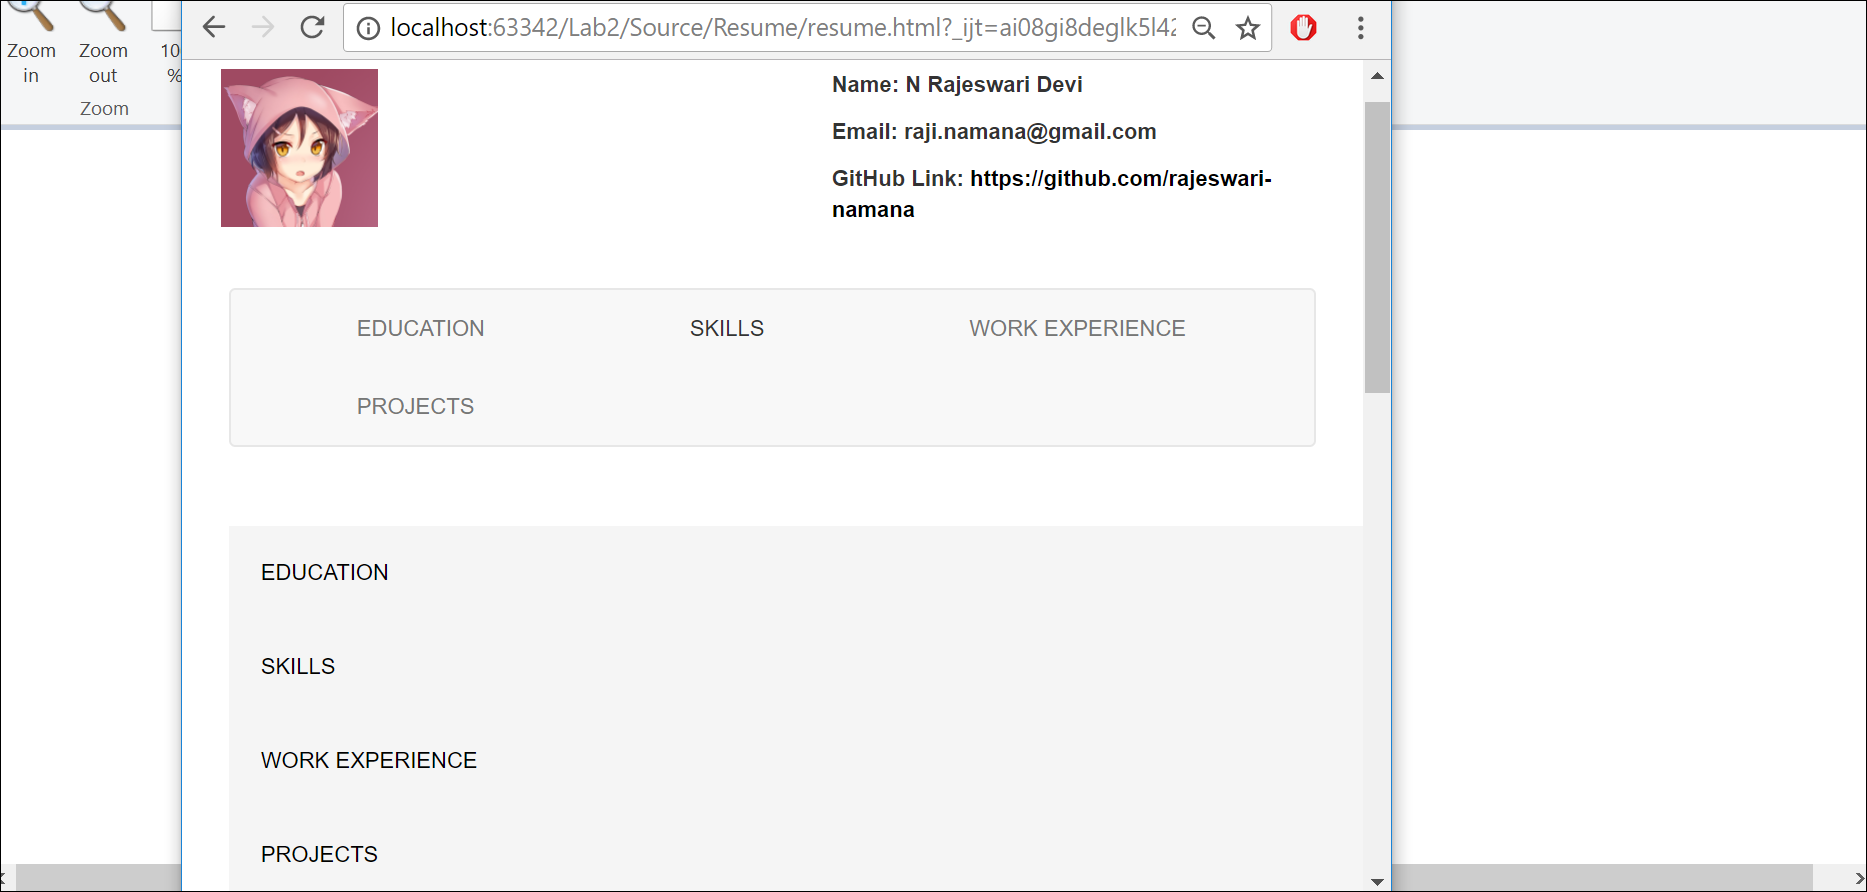 Zoom in
Zoom out
10
%
Zoom
localhost:63342/Lab2/Source/Resume/resume.html?_ijt=ai08gi8deglk5l42
Name: N Rajeswari Devi
Email: raji.namana@gmail.com
GitHub Link: https://github.com/rajeswari-
namana
EDUCATION SKILLS WORK EXPERIENCE
PROJECTS
EDUCATION
SKILLS
WORK EXPERIENCE
PROJECTS